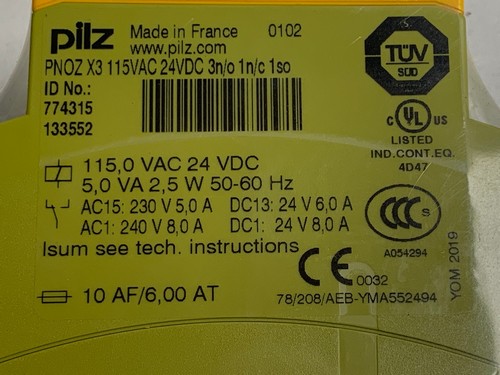 pilz Made in France 0102
www.pilz.com
PNOZ X3 115VAC 24VDC 3n/o 1n/c 1so
ID No.:
774315
133552
TÜV
SÜD
C UL US
LISTED
IND.CONT.EQ.
4D47
115,0 VAC 24 VDC
5,0 VA 2,5 W 50-60 Hz
AC15: 230 V 5,0 A DC13: 24 V 6,0 A
AC1: 240 V 8,0 A DC1: 24 V 8,0 A
Isum see tech. instructions
CCC S
A054294
CE 0032
10 AF/6,00 AT
78/208/AEB-YMA552494
YOM 2019